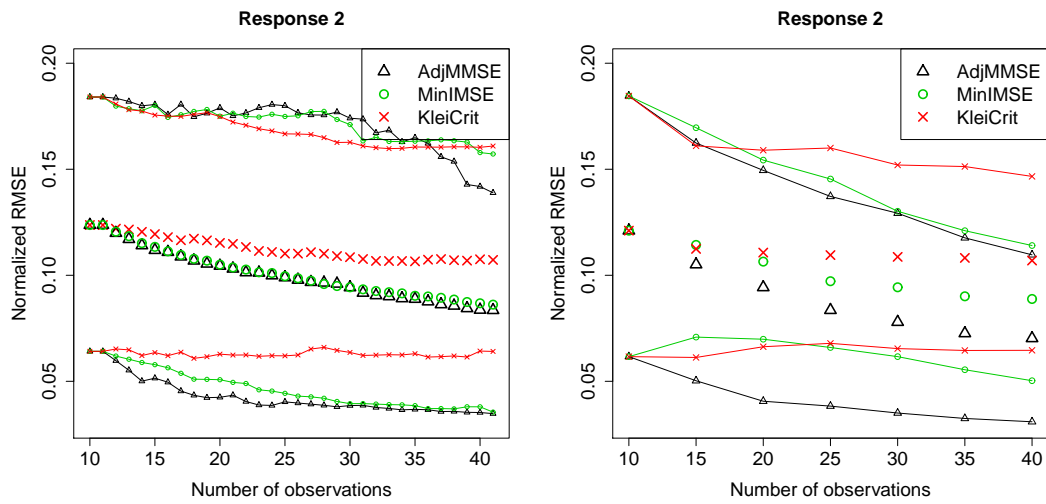 Response 2
0.20
0.15
0.10
0.05
Normalized RMSE
AdjMMSE
MinIMSE
KleiCrit
10 15 20 25 30 35 40
Number of observations
Response 2
0.20
0.15
0.10
0.05
Normalized RMSE
AdjMMSE
MinIMSE
KleiCrit
10 15 20 25 30 35 40
Number of observations